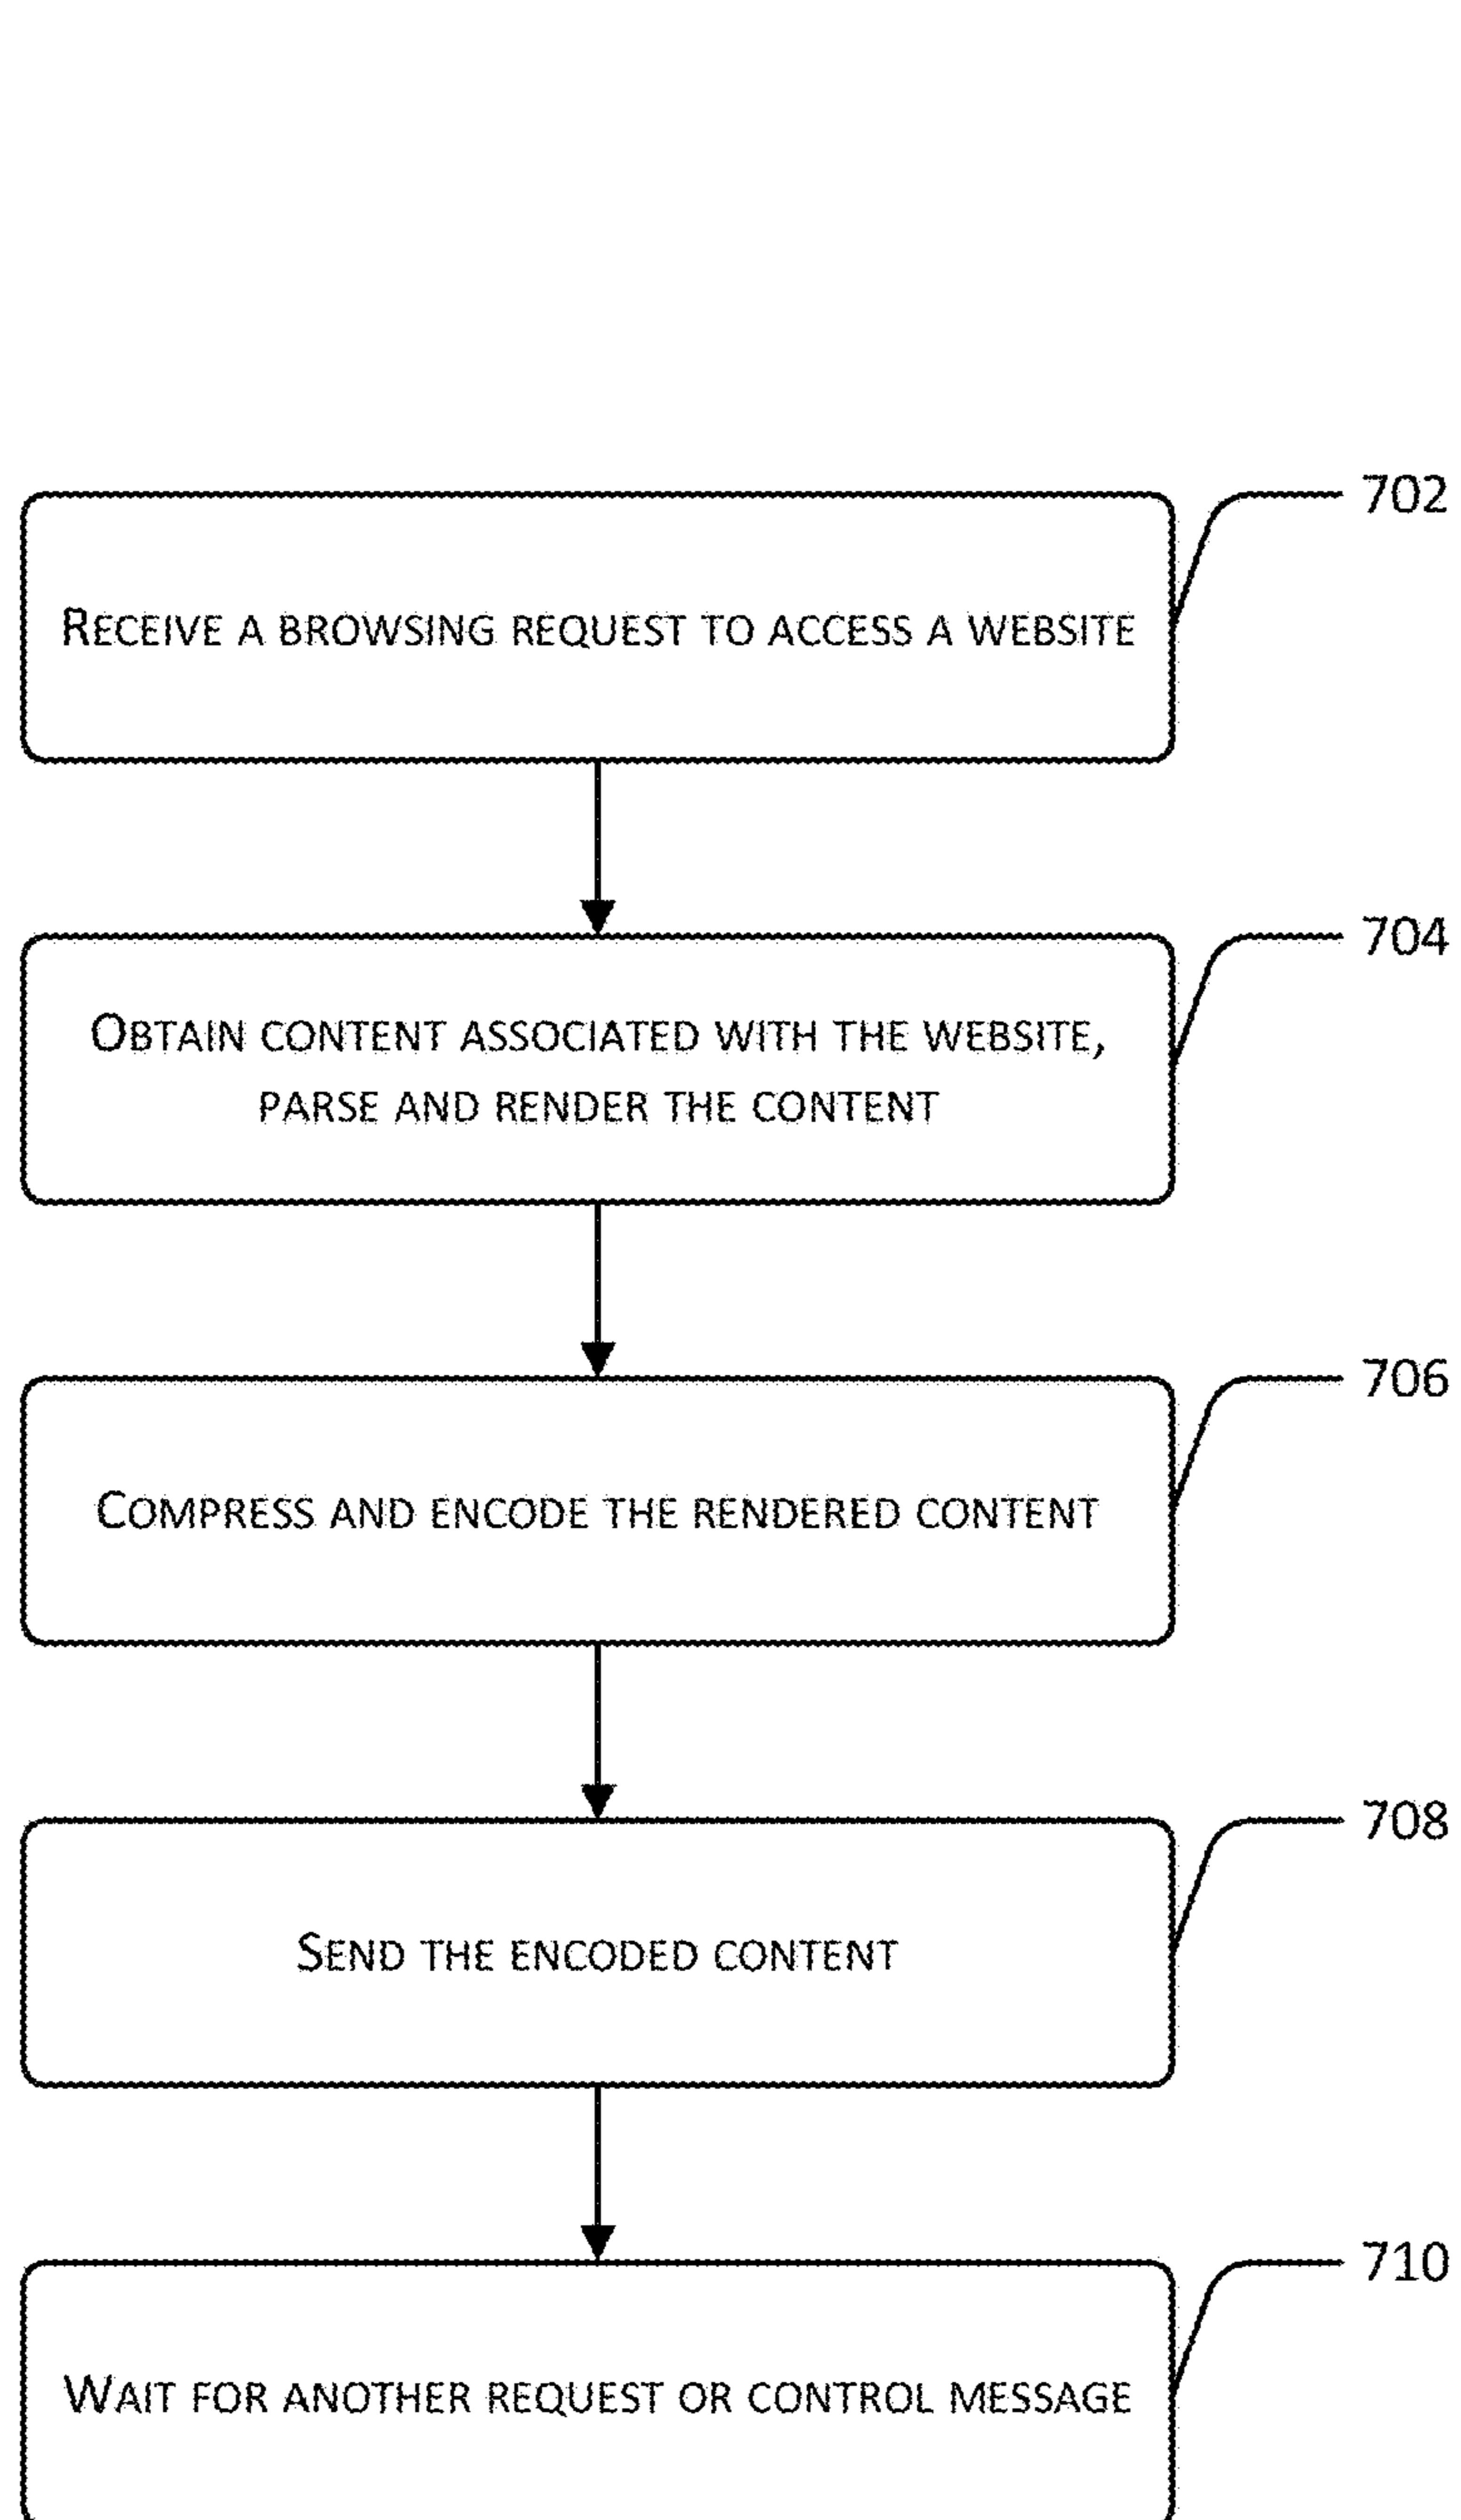 702
RECEIVE A BROWSING REQUEST TO ACCESS A WEBSITE
704
OBTAIN CONTENT ASSOCIATED WITH THE WEBSITE,
PARSE AND RENDER THE CONTENT
706
COMPRESS AND ENCODE THE RENDERED CONTENT
708
SEND THE ENCODED CONTENT
710
WAIT FOR ANOTHER REQUEST OR CONTROL MESSAGE